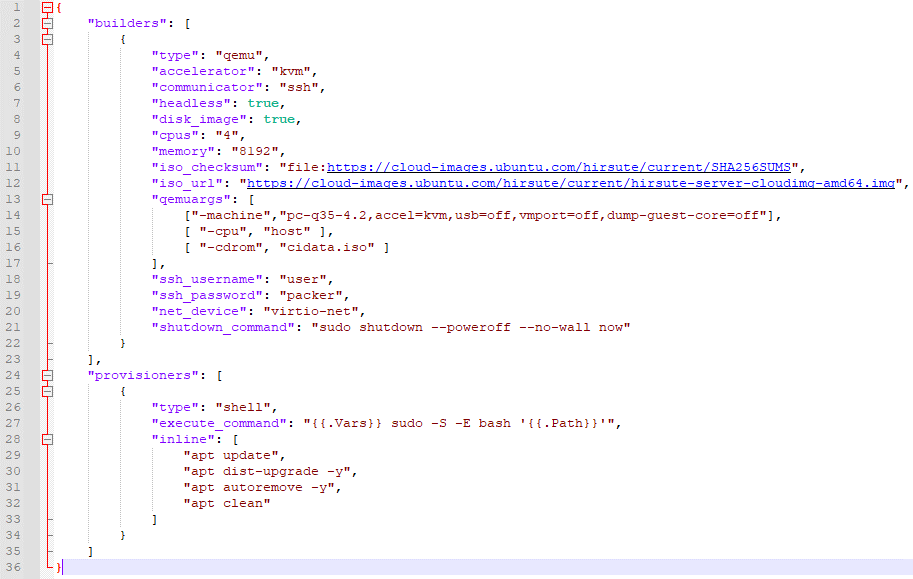 1 {
2     "builders": [
3         {
4             "type": "qemu",
5             "accelerator": "kvm",
6             "communicator": "ssh",
7             "headless": true,
8             "disk_image": true,
9             "cpus": "4",
10             "memory": "8192",
11             "iso_checksum": "file:https://cloud-images.ubuntu.com/hirsute/current/SHA256SUMS",
12             "iso_url": "https://cloud-images.ubuntu.com/hirsute/current/hirsute-server-cloudimg-amd64.img",
13             "qemuargs": [
14                 ["-machine","pc-q35-4.2,accel=kvm,usb=off,vmport=off,dump-guest-core=off"],
15                 [ "-cpu", "host" ],
16                 [ "-cdrom", "cidata.iso" ]
17             ],
18             "ssh_username": "user",
19             "ssh_password": "packer",
20             "net_device": "virtio-net",
21             "shutdown_command": "sudo shutdown --poweroff --no-wall now"
22         }
23     ],
24     "provisioners": [
25         {
26             "type": "shell",
27             "execute_command": "{{.Vars}} sudo -S -E bash '{{.Path}}'",
28             "inline": [
29                 "apt update",
30                 "apt dist-upgrade -y",
31                 "apt autoremove -y",
32                 "apt clean"
33             ]
34         }
35     ]
36 }